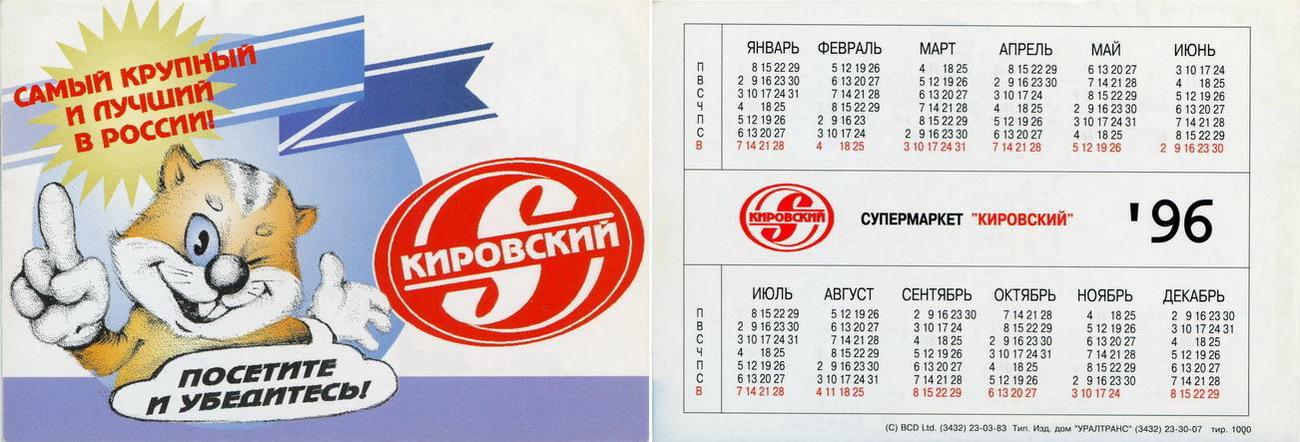 САМЫЙ КРУПНЫЙ
И ЛУЧШИЙ
В РОССИИ!
S
КИРОВСКИЙ
ПОСЕТИТЕ
И УБЕДИТЕСЬ!
ЯНВАРЬ ФЕВРАЛЬ МАРТ АПРЕЛЬ МАЙ ИЮНЬ
П 8 15 22 29 5 12 19 26 4 18 25 8 15 22 29 6 13 20 27 3 10 17 24
В 2 9 16 23 30 6 13 20 27 5 12 19 26 2 9 16 23 30 7 14 21 28 4 18 25
С 3 10 17 24 31 7 14 21 28 6 13 20 27 3 10 17 24 8 15 22 29 5 12 19 26
Ч 4 18 25 8 15 22 29 7 14 21 28 4 18 25 2 9 16 23 30 6 13 20 27
П 5 12 19 26 2 9 16 23 8 15 22 29 5 12 19 26 3 10 17 24 31 7 14 21 28
С 6 13 20 27 3 10 17 24 2 9 16 23 30 6 13 20 27 4 18 25 8 15 22 29
В 7 14 21 28 4 18 25 3 10 17 24 31 7 14 21 28 5 12 19 26 2 9 16 23 30
КИРОВСКИЙ СУПЕРМАРКЕТ "КИРОВСКИЙ" '96
ИЮЛЬ АВГУСТ СЕНТЯБРЬ ОКТЯБРЬ НОЯБРЬ ДЕКАБРЬ
П 8 15 22 29 5 12 19 26 2 9 16 23 30 7 14 21 28 4 18 25 2 9 16 23 30
В 2 9 16 23 30 6 13 20 27 3 10 17 24 8 15 22 29 5 12 19 26 3 10 17 24 31
С 3 10 17 24 31 7 14 21 28 4 18 25 2 9 16 23 30 6 13 20 27 4 18 25
Ч 4 18 25 8 15 22 29 5 12 19 26 3 10 17 24 31 7 14 21 28 5 12 19 26
П 5 12 19 26 2 9 16 23 30 6 13 20 27 4 18 25 8 15 22 29 6 13 20 27
С 6 13 20 27 3 10 17 24 31 7 14 21 28 5 12 19 26 2 9 16 23 30 7 14 21 28
В 7 14 21 28 4 11 18 25 8 15 22 29 6 13 20 27 3 10 17 24 8 15 22 29
(C) BCD Ltd. (3432) 23-03-83 Тип. Изд. дом "УРАЛТРАНС" (3432) 23-30-07 тир. 1000